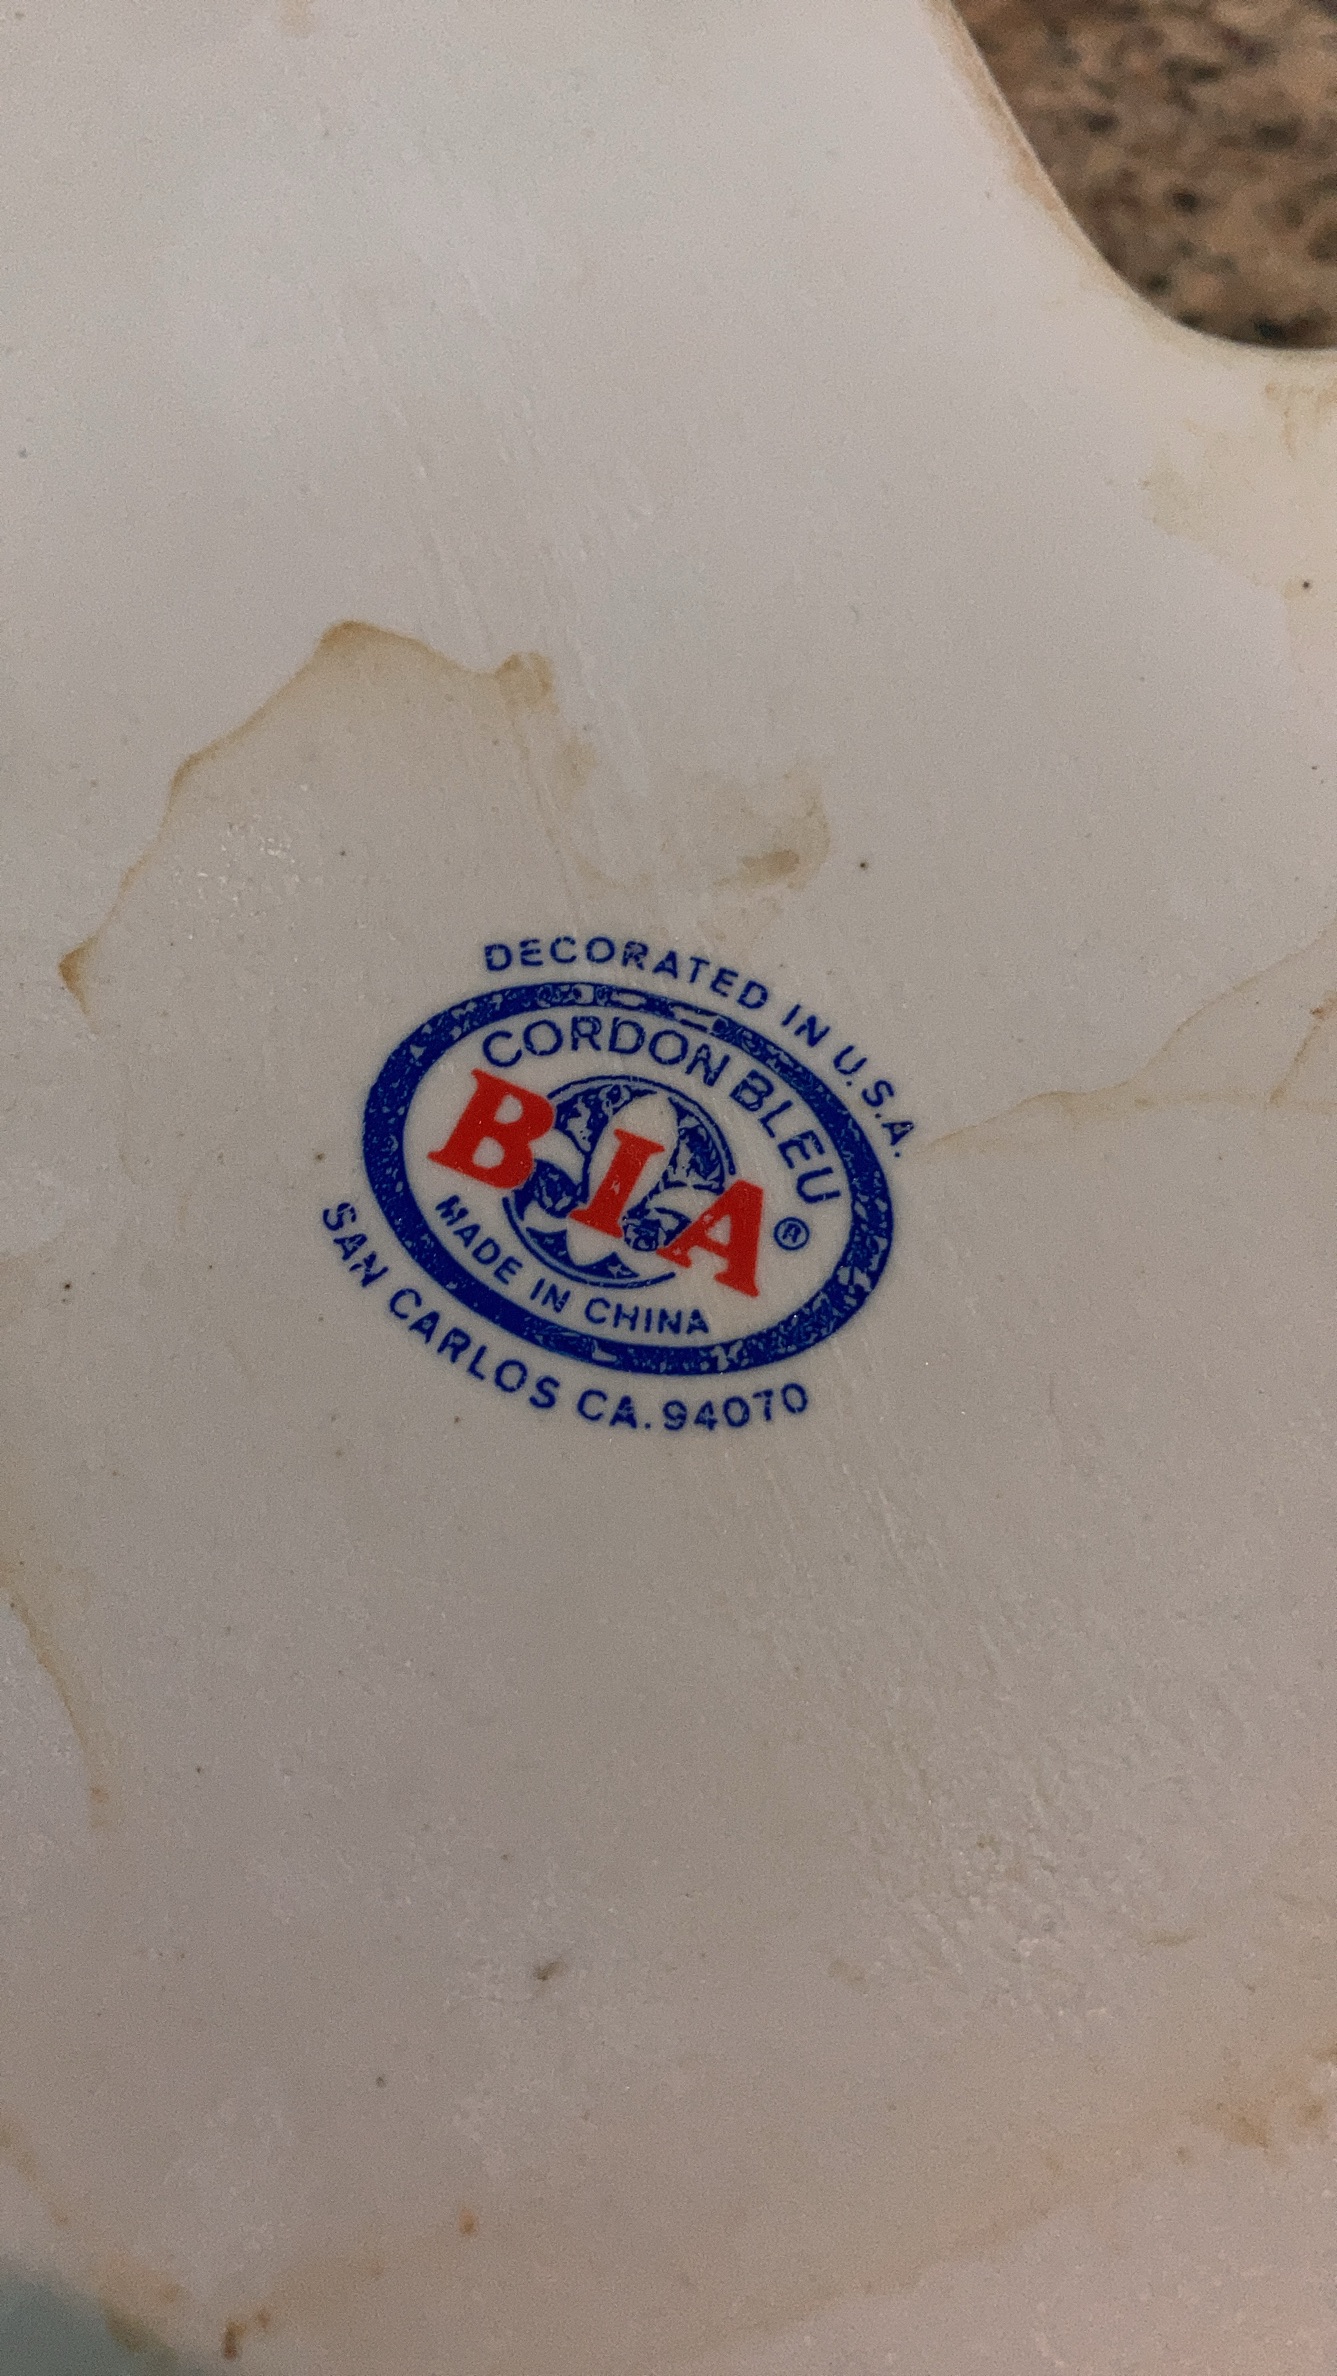 DECORATED IN U.S.A.
CORDON BLEU ®
BIA
MADE IN CHINA
SAN CARLOS CA. 94070